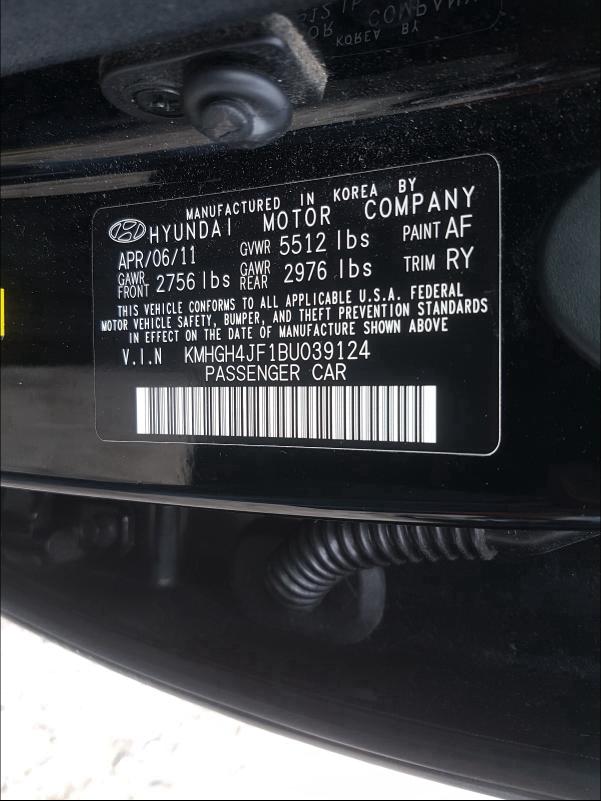 MANUFACTURED IN KOREA BY
HYUNDAI MOTOR COMPANY
APR/06/11 GVWR 5512 lbs PAINT AF
GAWR FRONT 2756 lbs GAWR REAR 2976 lbs TRIM RY
THIS VEHICLE CONFORMS TO ALL APPLICABLE U.S.A. FEDERAL
MOTOR VEHICLE SAFETY, BUMPER, AND THEFT PREVENTION STANDARDS
IN EFFECT ON THE DATE OF MANUFACTURE SHOWN ABOVE
V.I.N KMHGH4JF1BU039124
PASSENGER CAR